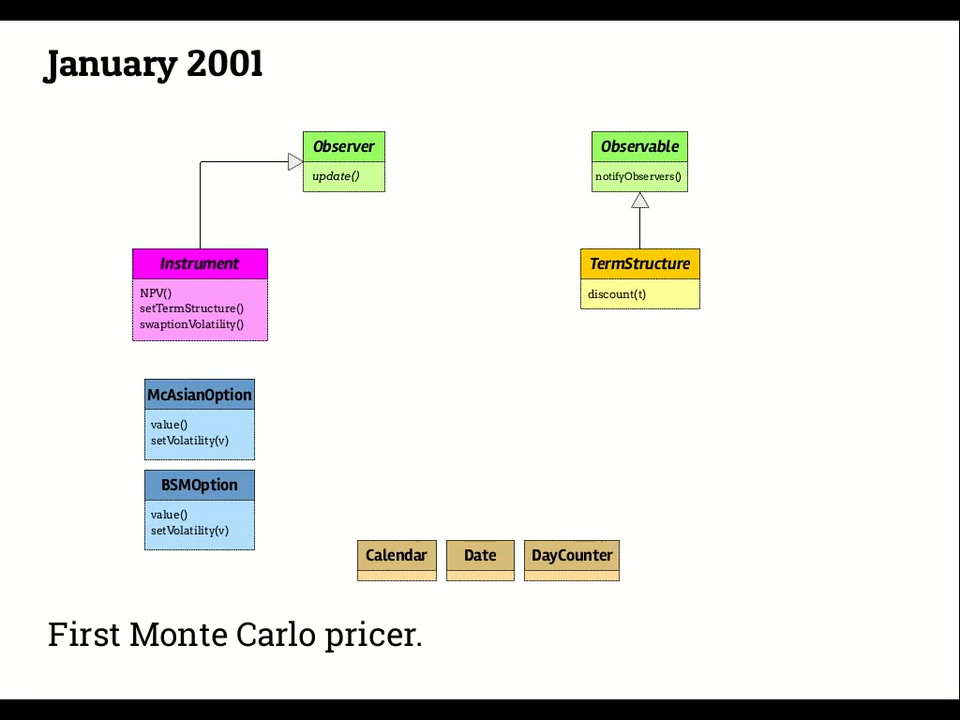 January 2001
Observer
update()
Observable
notifyObservers()
Instrument
NPV()
setTermStructure()
swaptionVolatility()
TermStructure
discount(t)
McAsianOption
value()
setVolatility(v)
BSMOption
value()
setVolatility(v)
Calendar
Date
DayCounter
First Monte Carlo pricer.